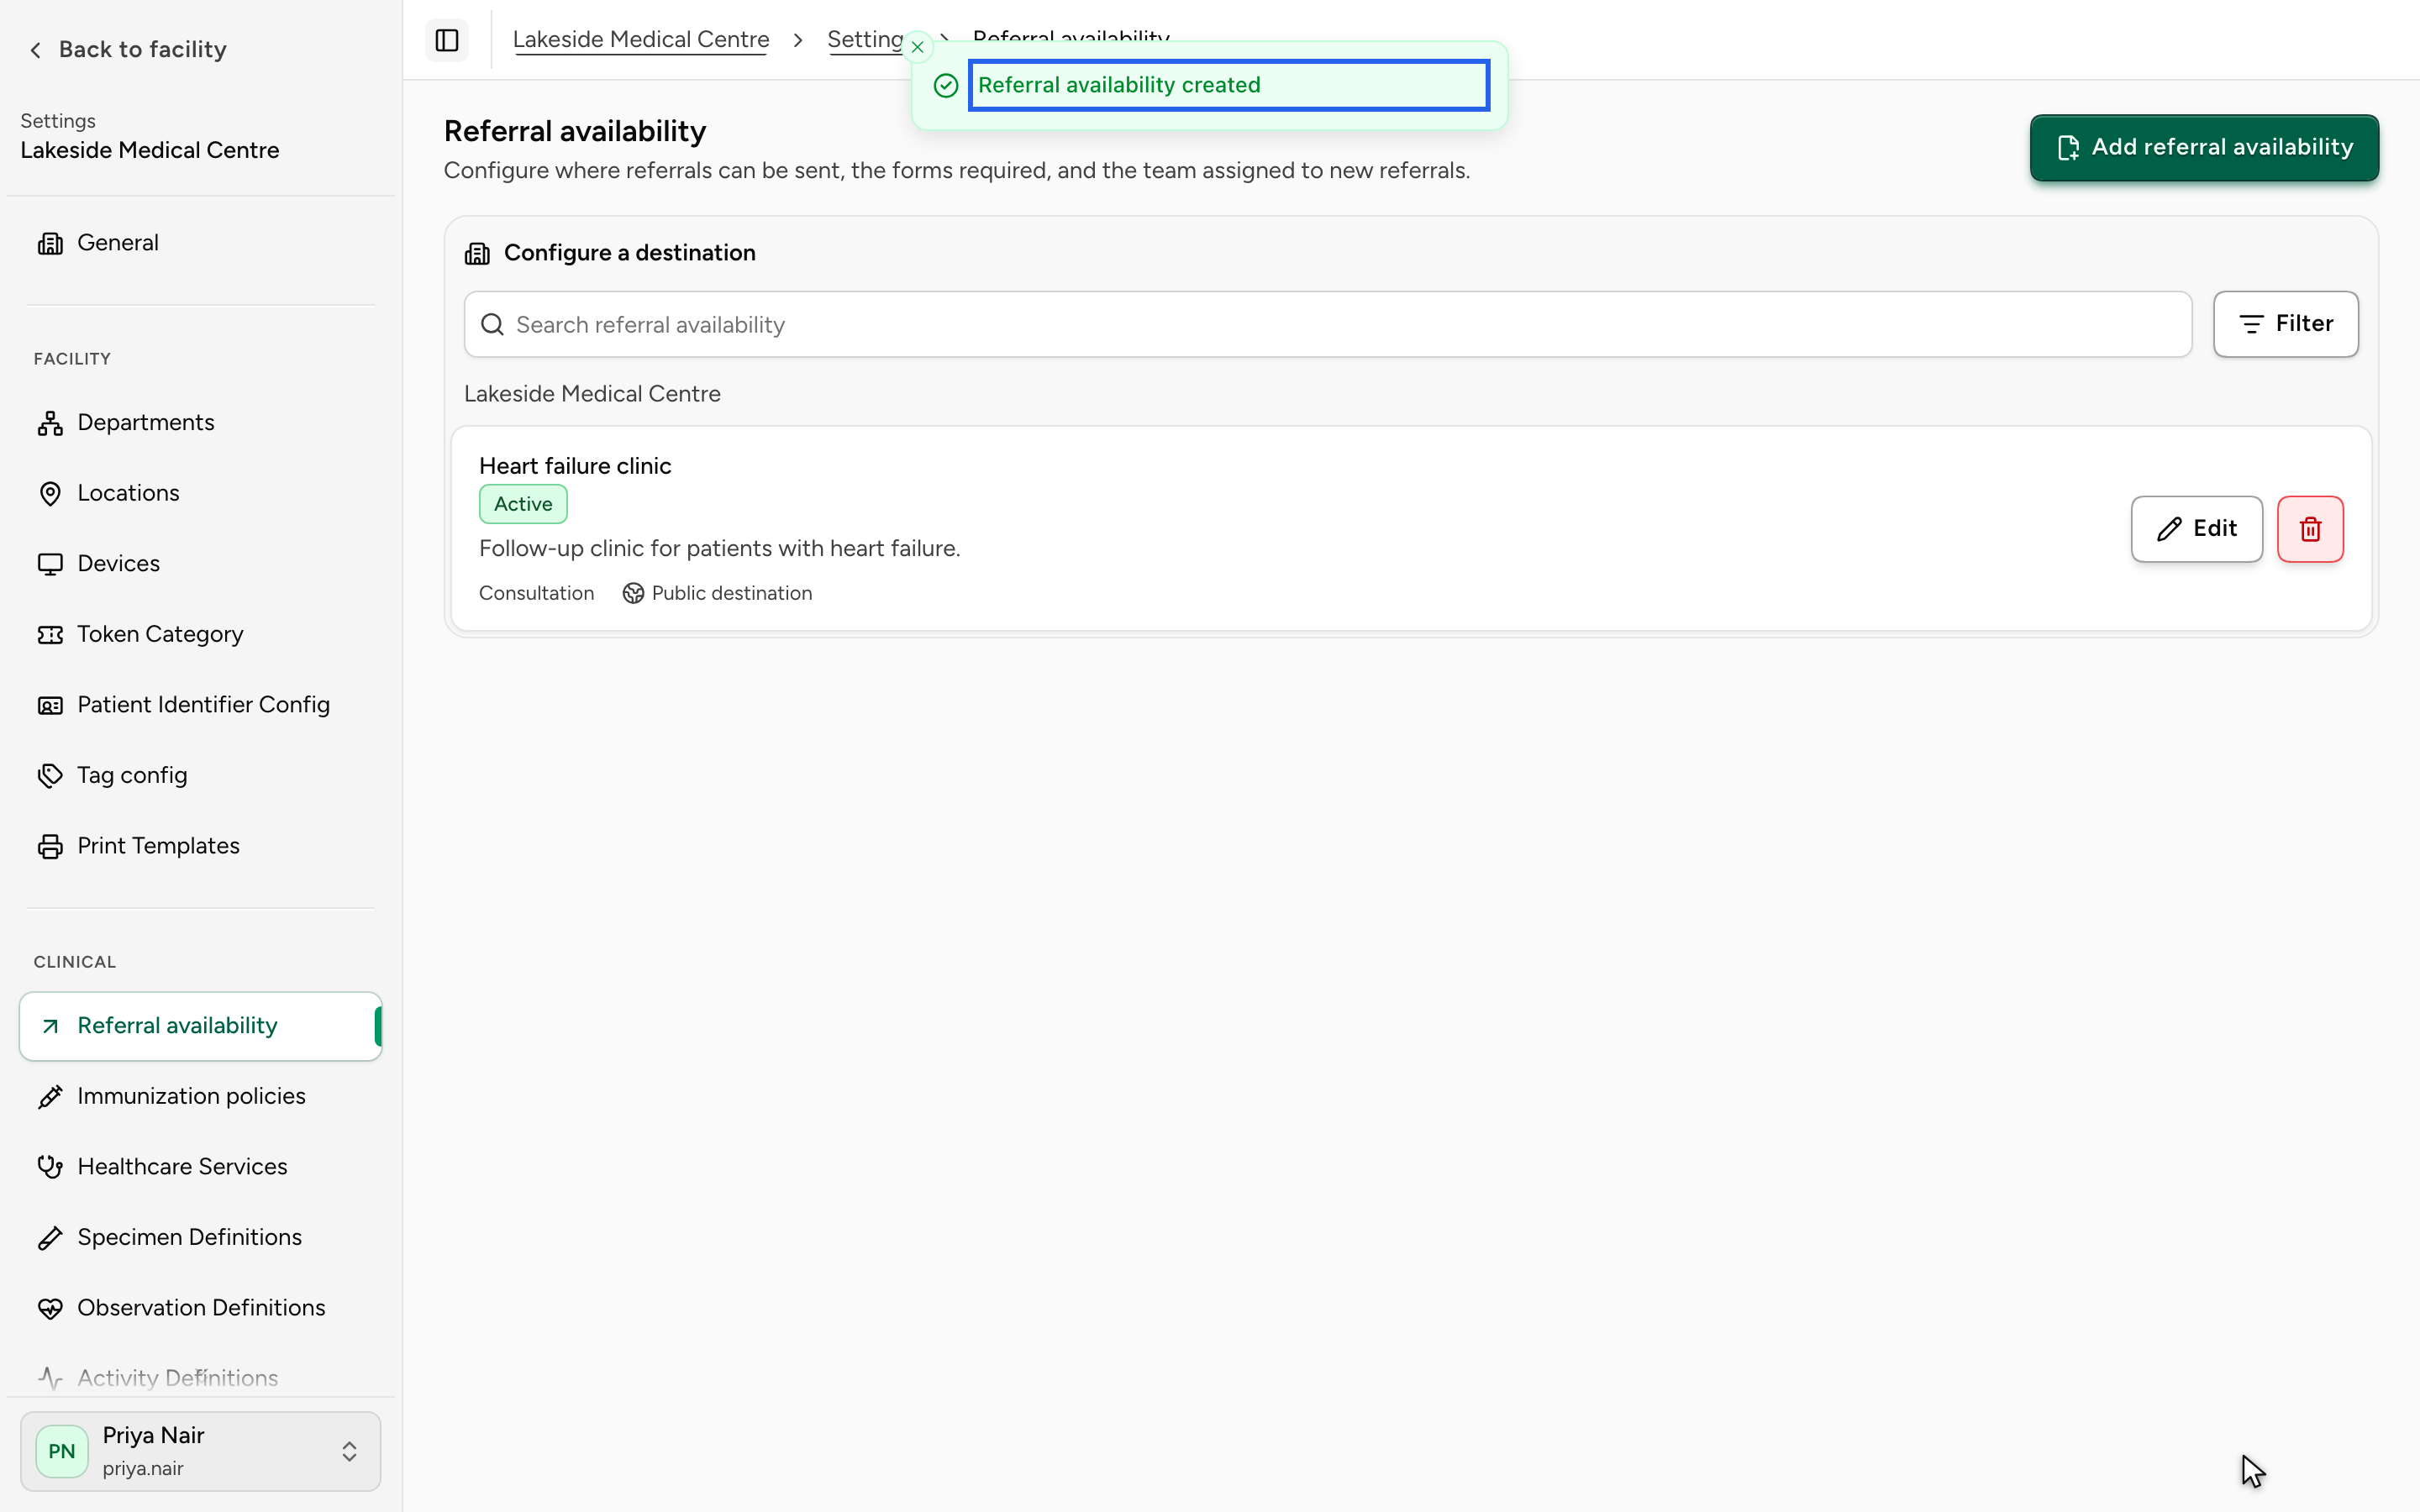 Back to facility
Settings
Lakeside Medical Centre
General
FACILITY
Departments
Locations
Devices
Token Category
Patient Identifier Config
Tag config
Print Templates
CLINICAL
Referral availability
Immunization policies
Healthcare Services
Specimen Definitions
Observation Definitions
Activity Definitions
PN
Priya Nair
priya.nair
Lakeside Medical Centre > Setting > Referral availability
Referral availability created
Referral availability
Configure where referrals can be sent, the forms required, and the team assigned to new referrals.
Add referral availability
Configure a destination
Search referral availability
Filter
Lakeside Medical Centre
Heart failure clinic
Active
Follow-up clinic for patients with heart failure.
Consultation Public destination
Edit